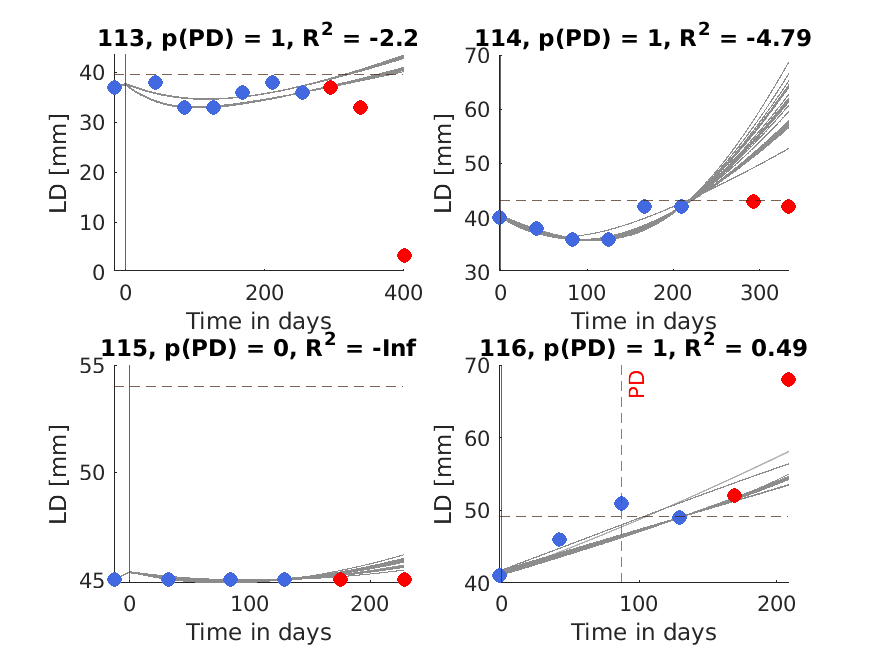 113, p(PD) = 1, R² = -2.2
LD [mm]
40
30
20
10
0
0
200
400
Time in days
114, p(PD) = 1, R² = -4.79
LD [mm]
70
60
50
40
30
0
100
200
300
Time in days
115, p(PD) = 0, R² = -Inf
LD [mm]
55
50
45
0
100
200
Time in days
116, p(PD) = 1, R² = 0.49
LD [mm]
70
60
50
40
PD
0
100
200
Time in days